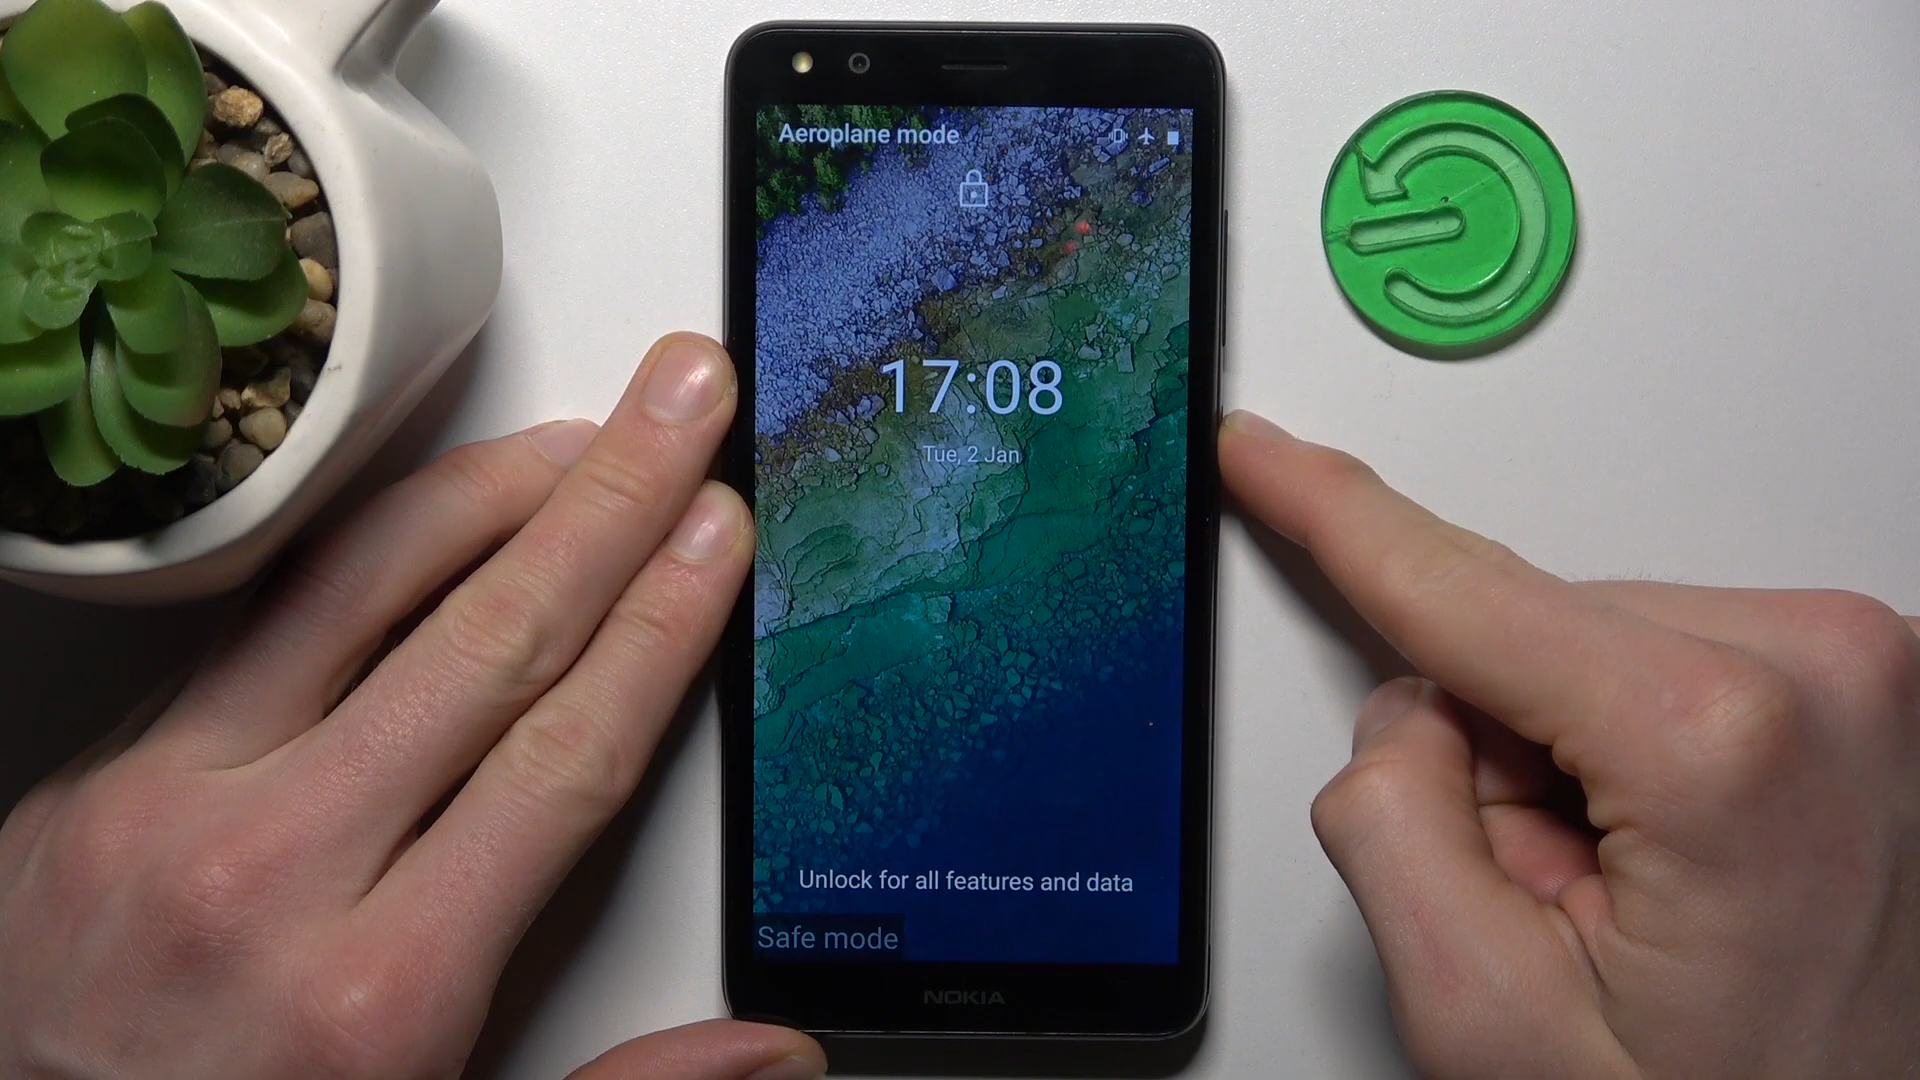 Aeroplane mode
17:08
Tue, 2 Jan
Unlock for all features and data
Safe mode
NOKIA